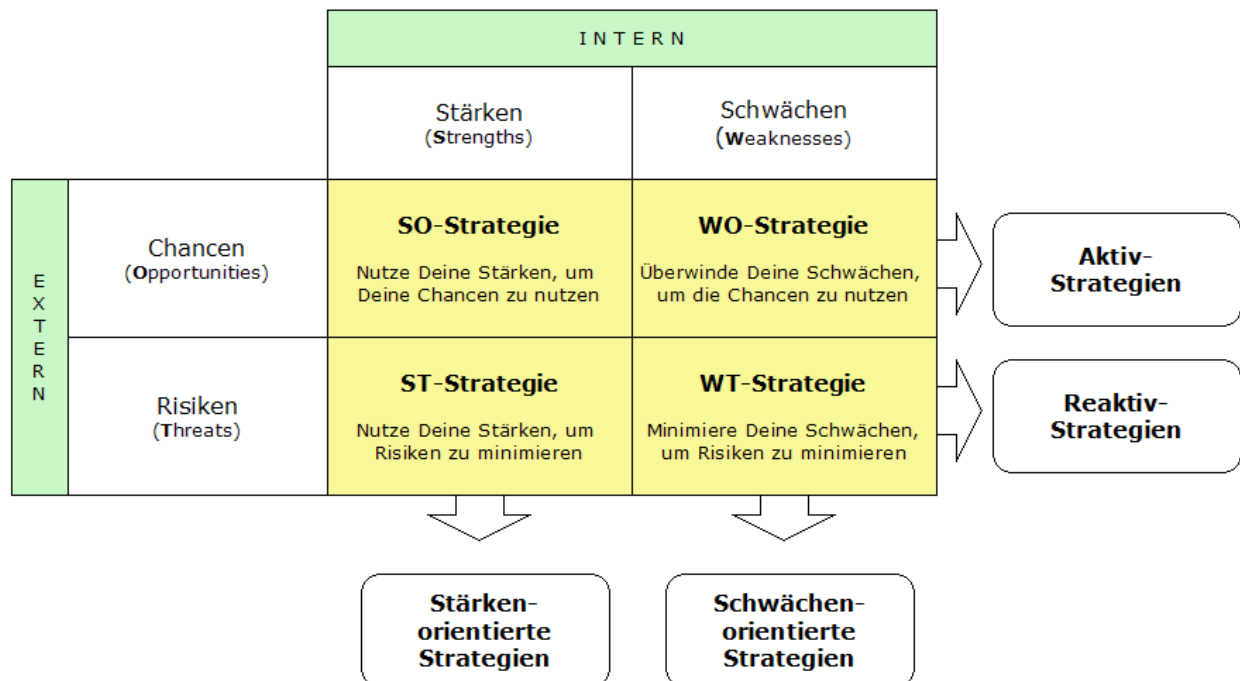 INTERN
Stärken
(Strengths)
Schwächen
(Weaknesses)
EXTERN
Chancen
(Opportunities)
SO-Strategie
Nutze Deine Stärken, um
Deine Chancen zu nutzen
WO-Strategie
Überwinde Deine Schwächen,
um die Chancen zu nutzen
Aktiv-
Strategien
Risiken
(Threats)
ST-Strategie
Nutze Deine Stärken, um
Risiken zu minimieren
WT-Strategie
Minimiere Deine Schwächen,
um Risiken zu minimieren
Reaktiv-
Strategien
Stärken-
orientierte
Strategien
Schwächen-
orientierte
Strategien